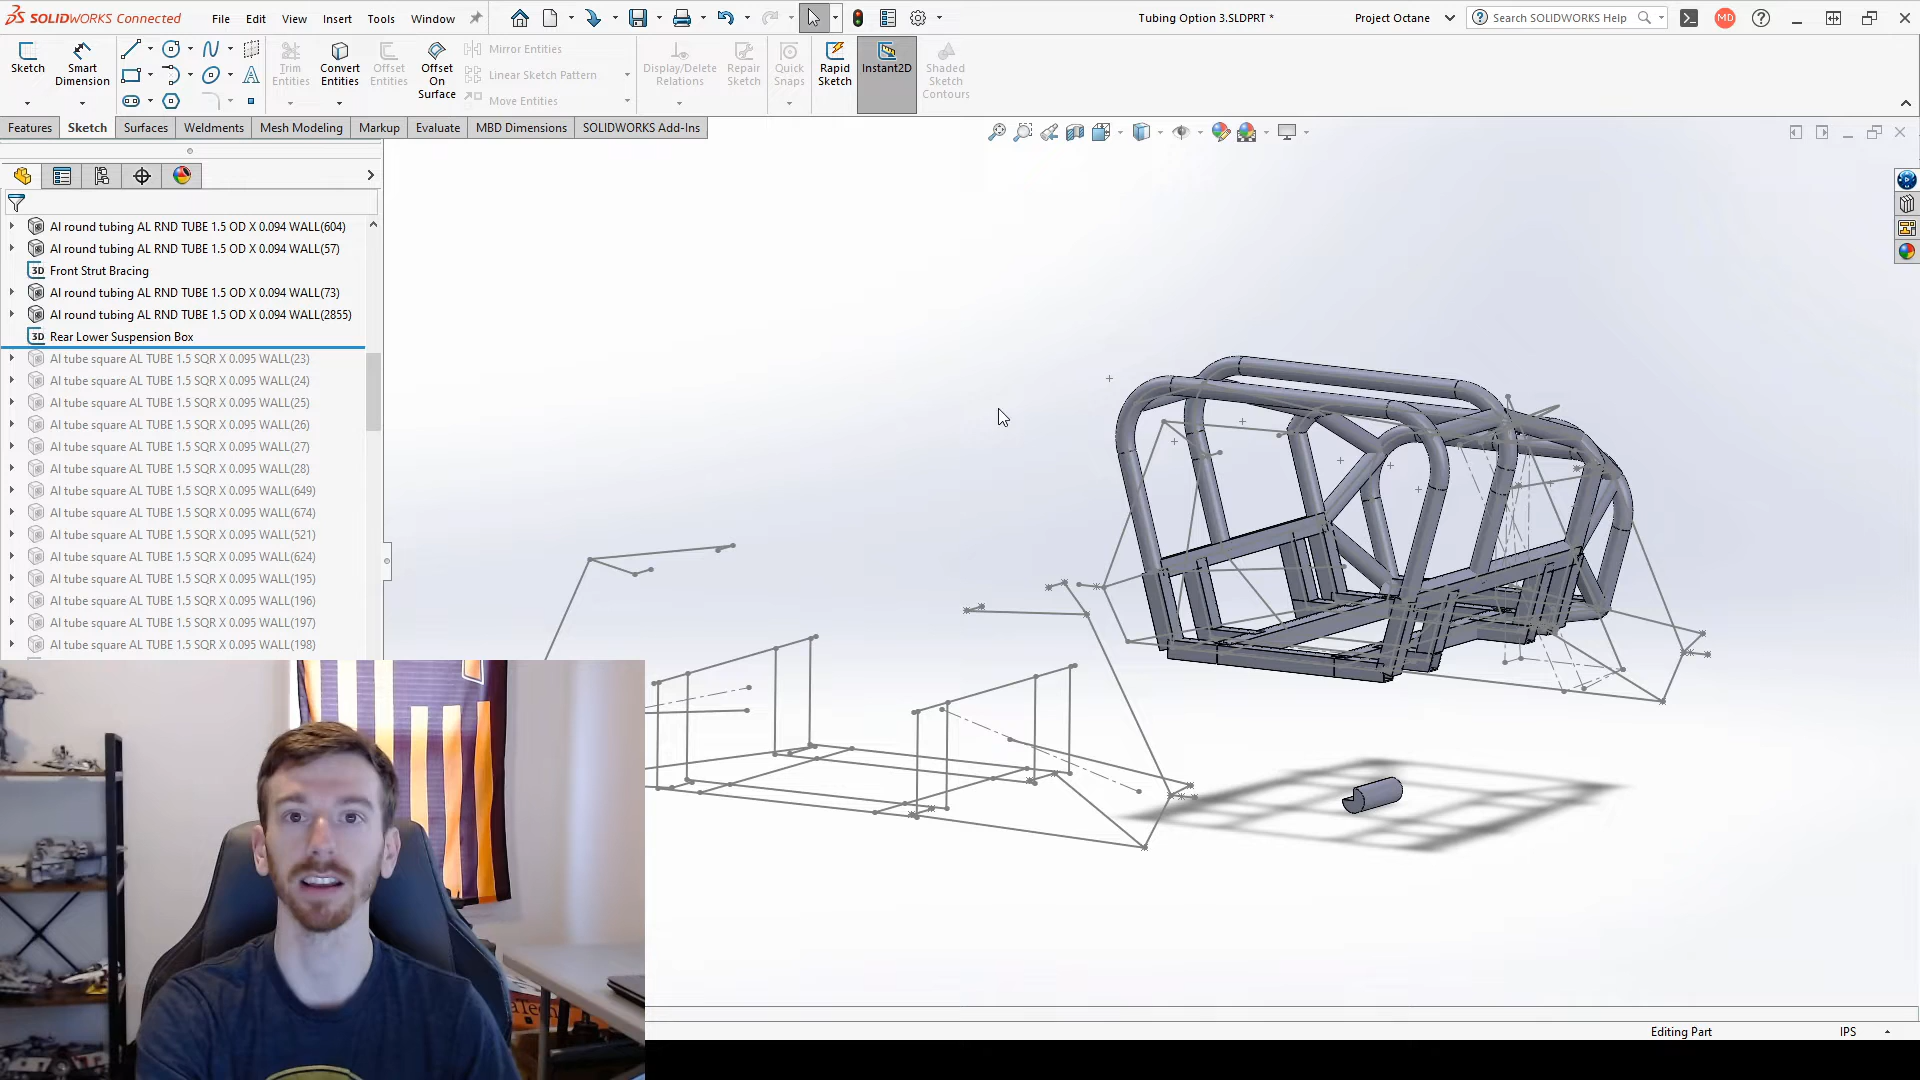 SOLIDWORKS Connected File Edit View Insert Tools Window Tubing Option 3.SLDPRT * Project Octane Search SOLIDWORKS Help MD
Sketch Smart Dimension Trim Entities Convert Entities Offset Entities Offset On Surface Mirror Entities Linear Sketch Pattern Move Entities Display/Delete Relations Repair Sketch Quick Snaps Rapid Sketch Instant2D Shaded Sketch Contours
Features Sketch Surfaces Weldments Mesh Modeling Markup Evaluate MBD Dimensions SOLIDWORKS Add-Ins
Al round tubing AL RND TUBE 1.5 OD X 0.094 WALL(604)
Al round tubing AL RND TUBE 1.5 OD X 0.094 WALL(57)
3D Front Strut Bracing
Al round tubing AL RND TUBE 1.5 OD X 0.094 WALL(73)
Al round tubing AL RND TUBE 1.5 OD X 0.094 WALL(2855)
3D Rear Lower Suspension Box
Al tube square AL TUBE 1.5 SQR X 0.095 WALL(23)
Al tube square AL TUBE 1.5 SQR X 0.095 WALL(24)
Al tube square AL TUBE 1.5 SQR X 0.095 WALL(25)
Al tube square AL TUBE 1.5 SQR X 0.095 WALL(26)
Al tube square AL TUBE 1.5 SQR X 0.095 WALL(27)
Al tube square AL TUBE 1.5 SQR X 0.095 WALL(28)
Al tube square AL TUBE 1.5 SQR X 0.095 WALL(649)
Al tube square AL TUBE 1.5 SQR X 0.095 WALL(674)
Al tube square AL TUBE 1.5 SQR X 0.095 WALL(521)
Al tube square AL TUBE 1.5 SQR X 0.095 WALL(624)
Al tube square AL TUBE 1.5 SQR X 0.095 WALL(195)
Al tube square AL TUBE 1.5 SQR X 0.095 WALL(196)
Al tube square AL TUBE 1.5 SQR X 0.095 WALL(197)
Al tube square AL TUBE 1.5 SQR X 0.095 WALL(198)
Editing Part IPS